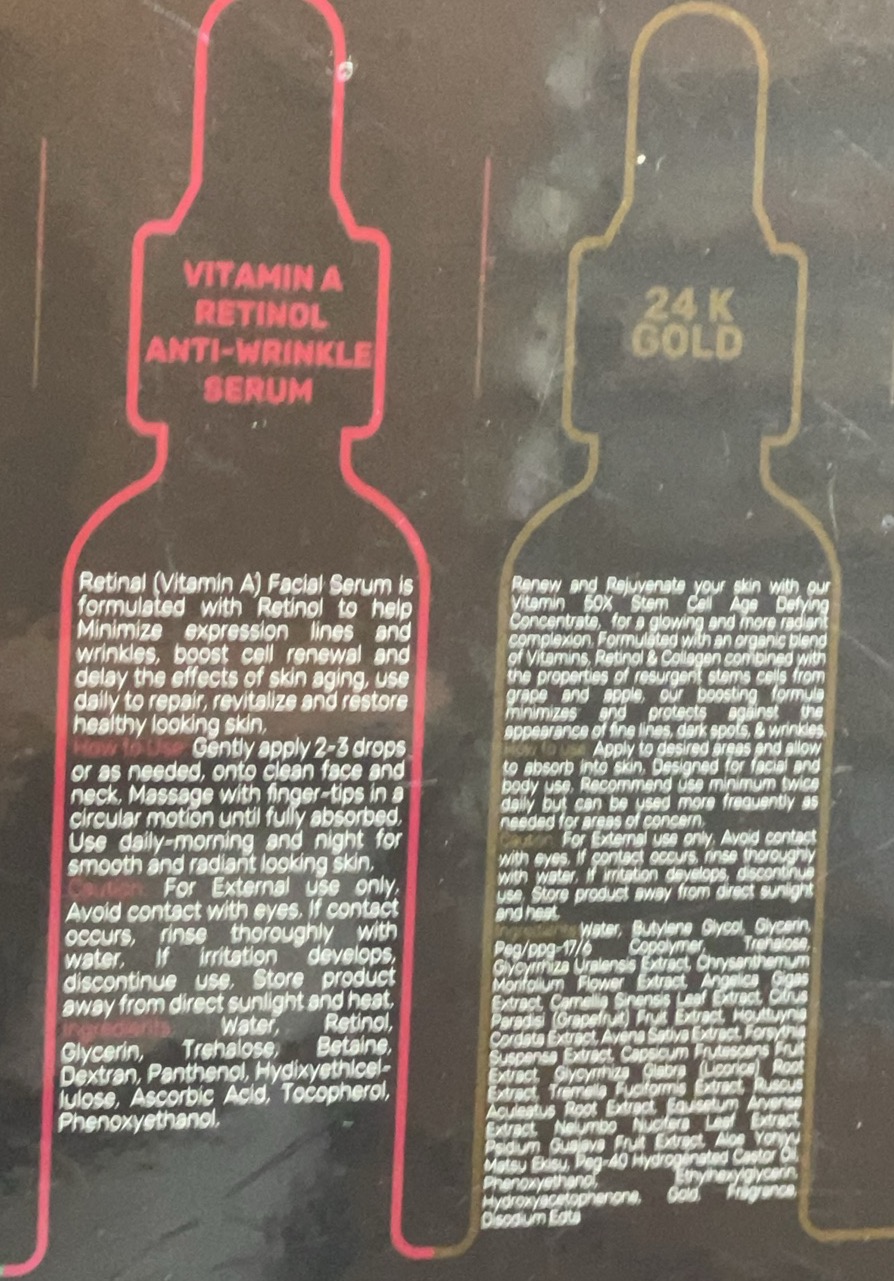 VITAMIN A
RETINOL
ANTI-WRINKLE
SERUM
Retinal (Vitamin A) Facial Serum is
formulated with Retinol to help
Minimize expression lines and
wrinkles, boost cell renewal and
delay the effects of skin aging, use
daily to repair, revitalize and restore
healthy looking skin.
How to Use: Gently apply 2-3 drops
or as needed, onto clean face and
neck. Massage with finger-tips in a
circular motion until fully absorbed.
Use daily-morning and night for
smooth and radiant looking skin.
Caution: For External use only.
Avoid contact with eyes. If contact
occurs, rinse thoroughly with
water. If irritation develops,
discontinue use. Store product
away from direct sunlight and heat.
Ingredients: Water, Retinol,
Glycerin, Trehalose, Betaine,
Dextran, Panthenol, Hydixyethlcel-
lulose, Ascorbic Acid, Tocopherol,
Phenoxyethanol.
24 K
GOLD
Renew and Rejuvenate your skin with our
Vitamin 50X Stem Cell Age Defying
Concentrate, for a glowing and more radiant
complexion. Formulated with an organic blend
of Vitamins, Retinol & Collagen combined with
the properties of resurgent stems cells from
grape and apple, our boosting formula
minimizes and protects against the
appearance of fine lines, dark spots, & wrinkles.
How to use: Apply to desired areas and allow
to absorb into skin. Designed for facial and
body use. Recommend use minimum twice
daily but can be used more frequently as
needed for areas of concern.
Caution: For External use only. Avoid contact
with eyes. If contact occurs, rinse thoroughly
with water. If irritation develops, discontinue
use. Store product away from direct sunlight
and heat.
Ingredients: Water, Butylene Glycol, Glycerin,
Peg/ppg-17/6 Copolymer, Trehalose,
Glycyrrhiza Uralensis Extract, Chrysanthemum
Morifolium Flower Extract, Angelica Gigas
Extract, Camellia Sinensis Leaf Extract, Citrus
Paradisi (Grapefruit) Fruit Extract, Houttuynia
Cordata Extract, Avena Sativa Extract, Forsythia
Suspensa Extract, Capsicum Frutescens Fruit
Extract, Glycyrrhiza Glabra (Licorice) Root
Extract, Tremella Fuciformis Extract, Ruscus
Aculeatus Root Extract, Equisetum Arvense
Extract, Nelumbo Nucifera Leaf Extract,
Psidium Guajava Fruit Extract, Aloe Yohjyu
Matsu Ekisu, Peg-40 Hydrogenated Castor Oil,
Phenoxyethanol, Ethylhexylglycerin,
Hydroxyacetophenone, Gold, Fragrance,
Disodium Edta